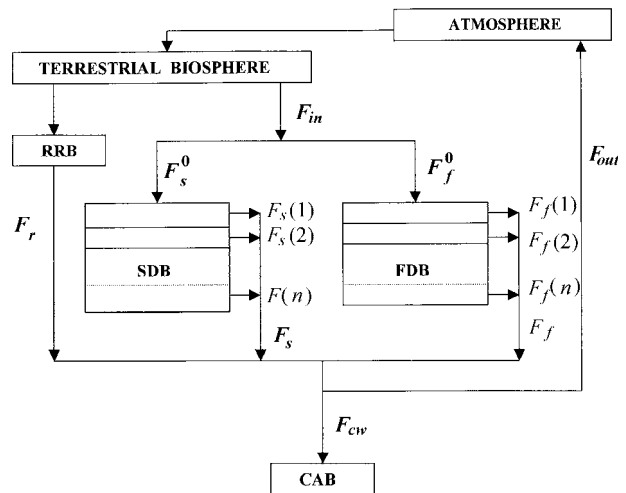 ATMOSPHERE
TERRESTRIAL BIOSPHERE
F_in
RRB
F_s^0
F_f^0
F_out
F_r
F_s(1)
F_s(2)
SDB
F(n)
F_s
F_f(1)
F_f(2)
FDB
F_f(n)
F_f
F_cw
CAB